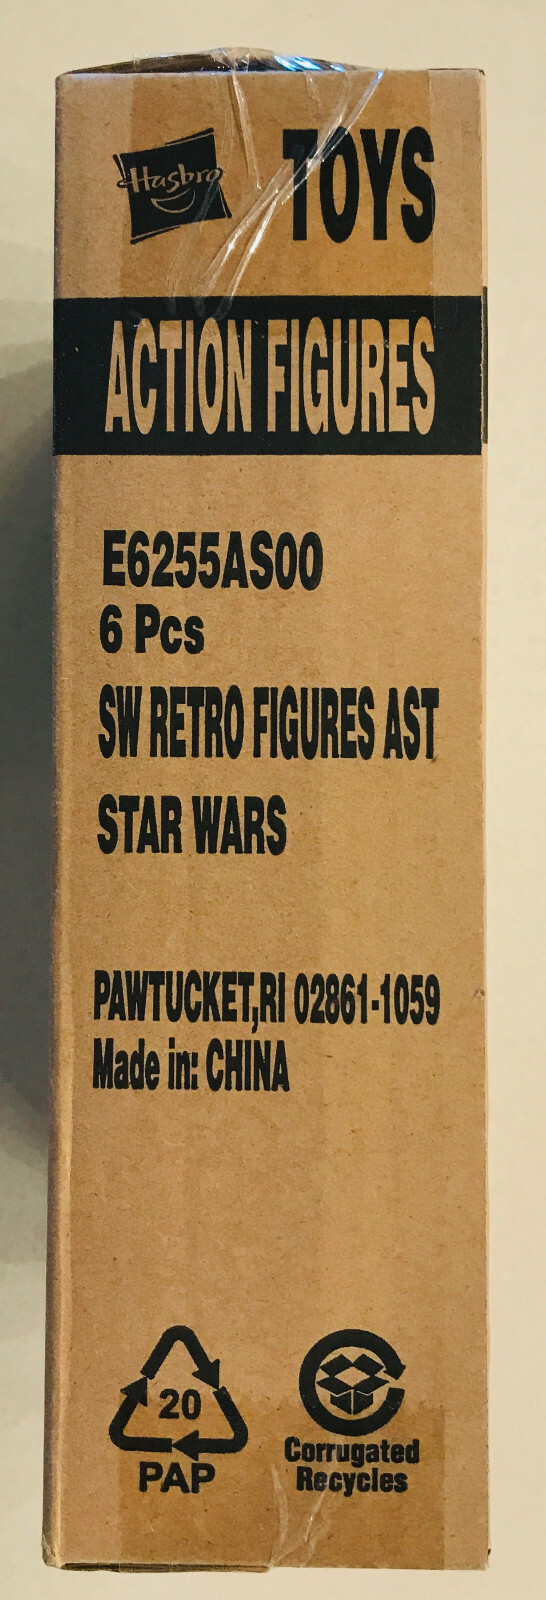 Hasbro TOYS
ACTION FIGURES
E6255AS00
6 Pcs
SW RETRO FIGURES AST
STAR WARS
PAWTUCKET,RI 02861-1059
Made in: CHINA
20
PAP
Corrugated
Recycles